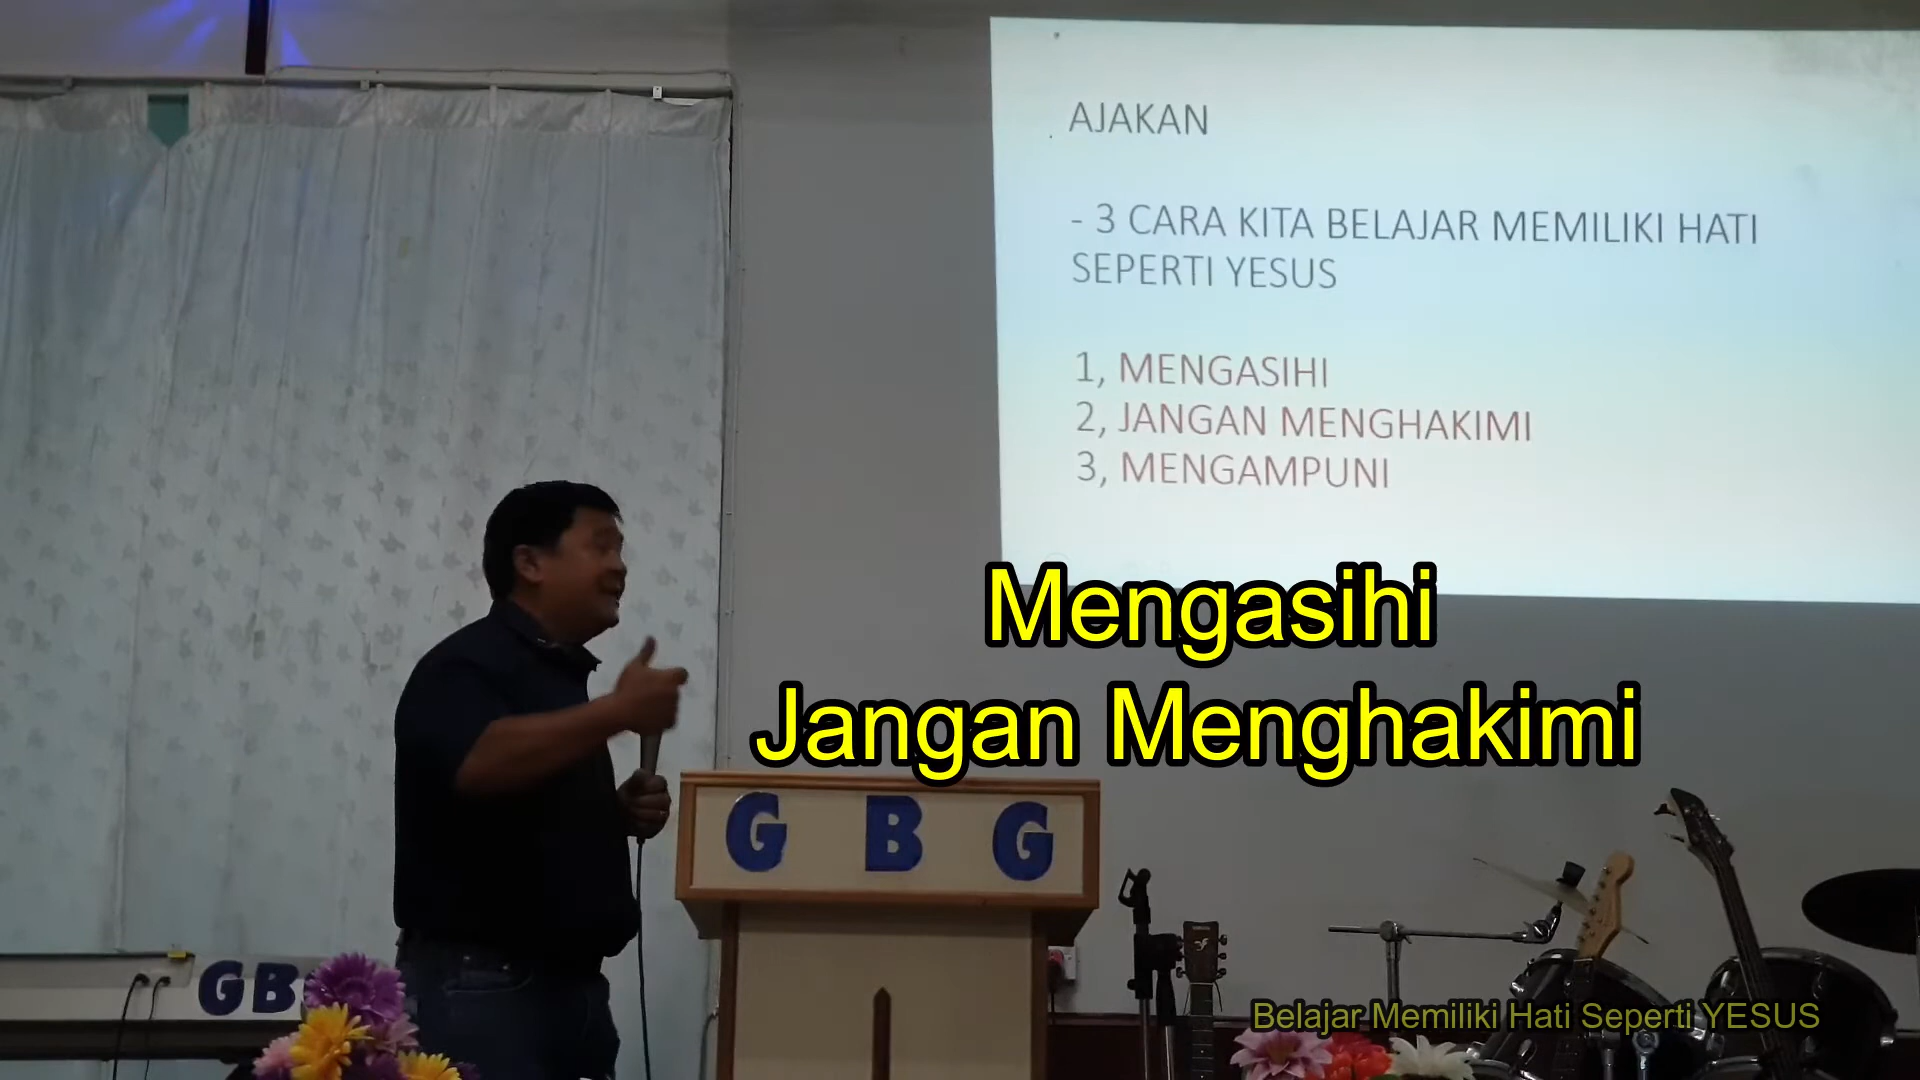 AJAKAN
- 3 CARA KITA BELAJAR MEMILIKI HATI
SEPERTI YESUS
1, MENGASIHI
2, JANGAN MENGHAKIMI
3, MENGAMPUNI
Mengasihi
Jangan Menghakimi
G B G
GB
Belajar Memiliki Hati Seperti YESUS